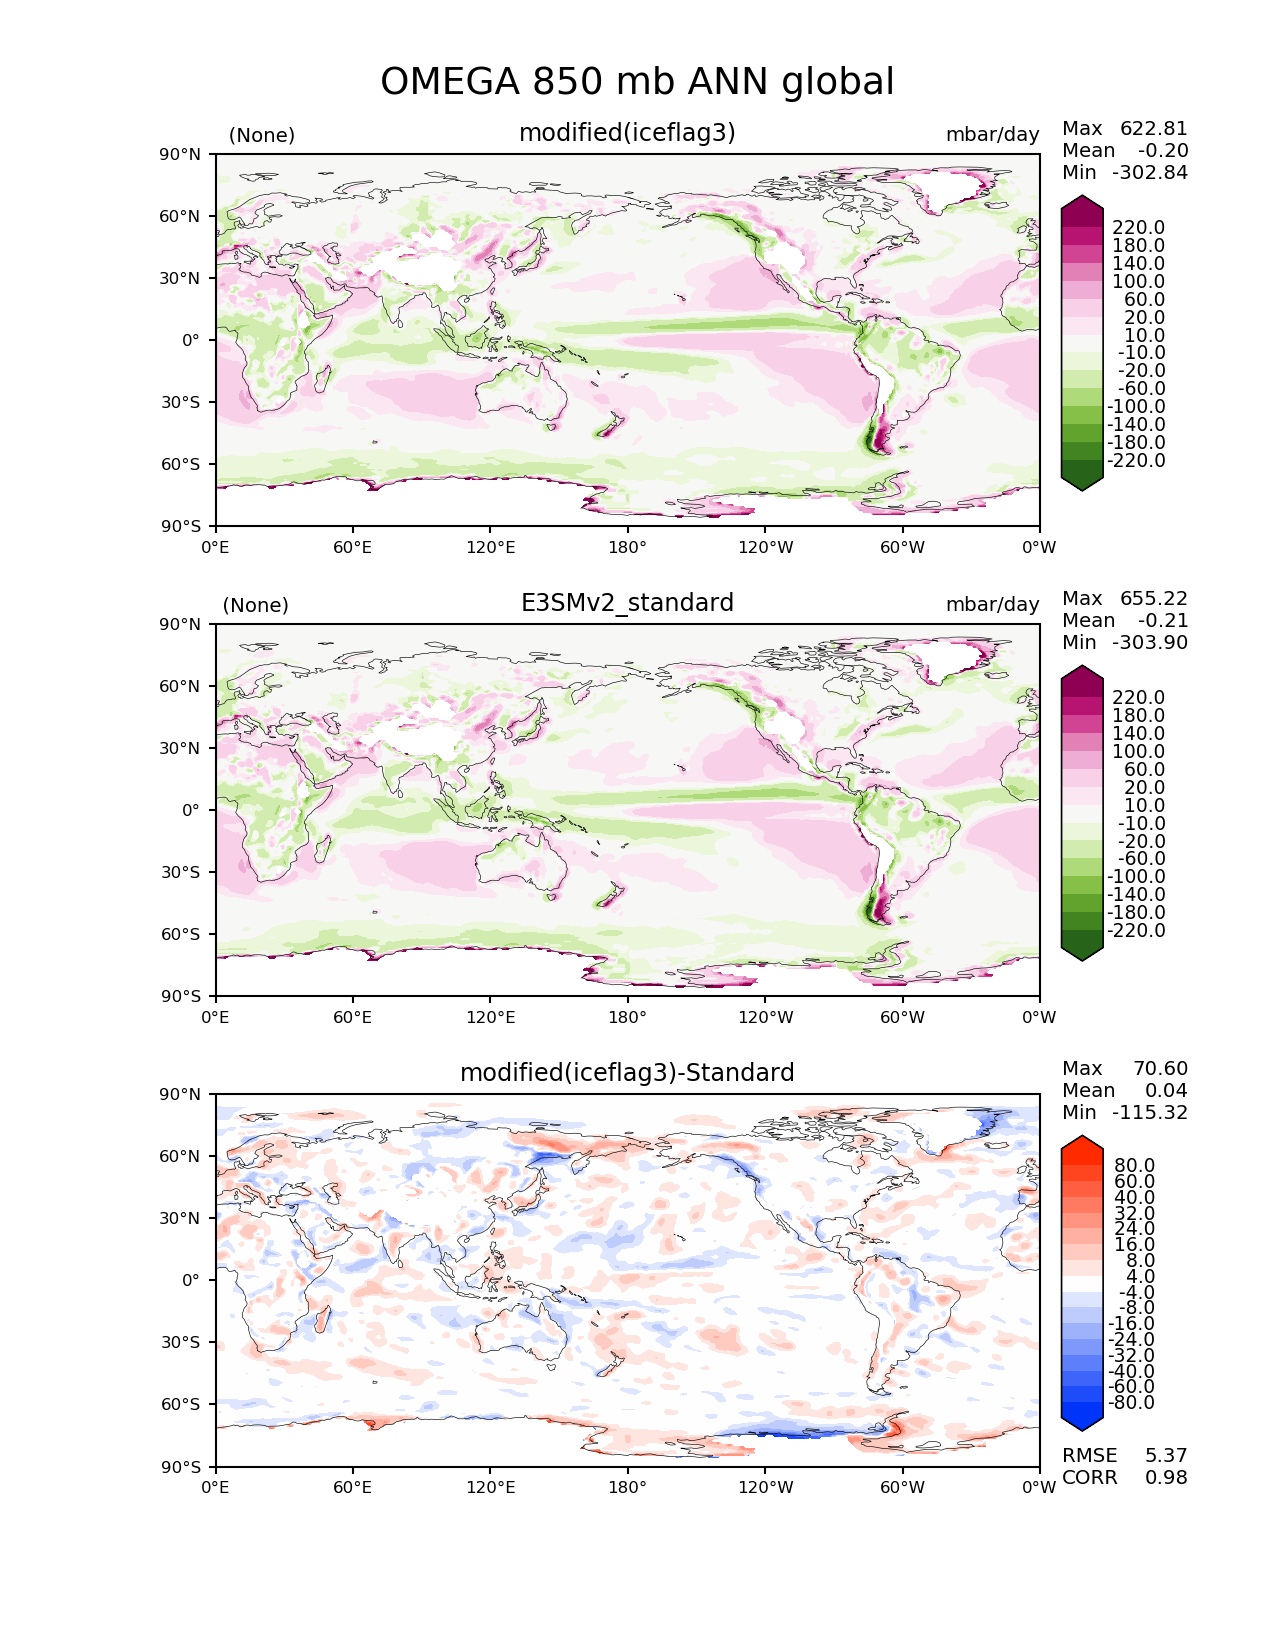 OMEGA 850 mb ANN global
(None) modified(iceflag3) mbar/day
Max 622.81
Mean -0.20
Min -302.84
90°N
60°N
30°N
0°
30°S
60°S
90°S
0°E 60°E 120°E 180° 120°W 60°W 0°W
220.0
180.0
140.0
100.0
60.0
20.0
10.0
-10.0
-20.0
-60.0
-100.0
-140.0
-180.0
-220.0
(None) E3SMv2_standard mbar/day
Max 655.22
Mean -0.21
Min -303.90
90°N
60°N
30°N
0°
30°S
60°S
90°S
0°E 60°E 120°E 180° 120°W 60°W 0°W
220.0
180.0
140.0
100.0
60.0
20.0
10.0
-10.0
-20.0
-60.0
-100.0
-140.0
-180.0
-220.0
modified(iceflag3)-Standard
Max 70.60
Mean 0.04
Min -115.32
90°N
60°N
30°N
0°
30°S
60°S
90°S
0°E 60°E 120°E 180° 120°W 60°W 0°W
80.0
60.0
40.0
32.0
24.0
16.0
8.0
4.0
-4.0
-8.0
-16.0
-24.0
-32.0
-40.0
-60.0
-80.0
RMSE 5.37
CORR 0.98